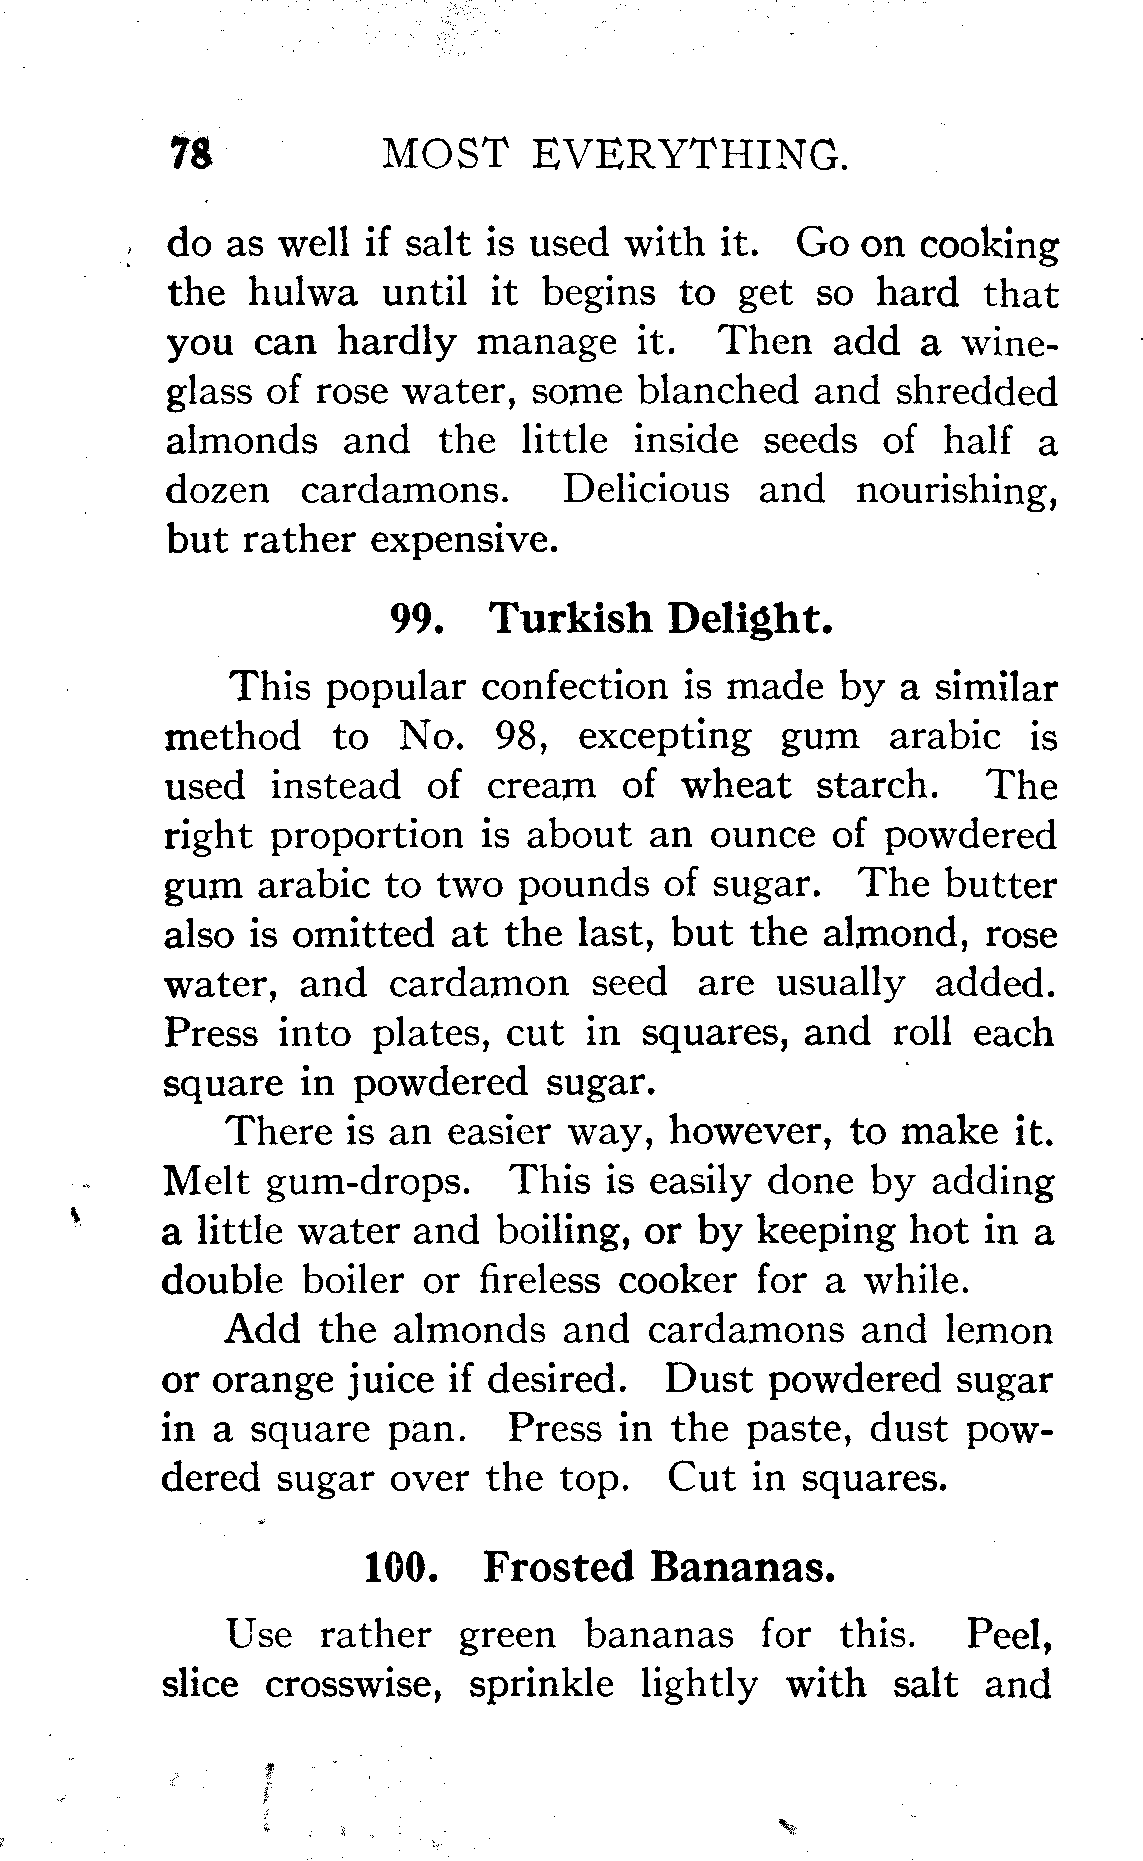 78 MOST EVERYTHING.
do as well if salt is used with it. Go on cooking
the hulwa until it begins to get so hard that
you can hardly manage it. Then add a wine-
glass of rose water, some blanched and shredded
almonds and the little inside seeds of half a
dozen cardamons. Delicious and nourishing,
but rather expensive.
99. Turkish Delight.
This popular confection is made by a similar
method to No. 98, excepting gum arabic is
used instead of cream of wheat starch. The
right proportion is about an ounce of powdered
gum arabic to two pounds of sugar. The butter
also is omitted at the last, but the almond, rose
water, and cardamon seed are usually added.
Press into plates, cut in squares, and roll each
square in powdered sugar.
There is an easier way, however, to make it.
Melt gum-drops. This is easily done by adding
a little water and boiling, or by keeping hot in a
double boiler or fireless cooker for a while.
Add the almonds and cardamons and lemon
or orange juice if desired. Dust powdered sugar
in a square pan. Press in the paste, dust pow-
dered sugar over the top. Cut in squares.
100. Frosted Bananas.
Use rather green bananas for this. Peel,
slice crosswise, sprinkle lightly with salt and